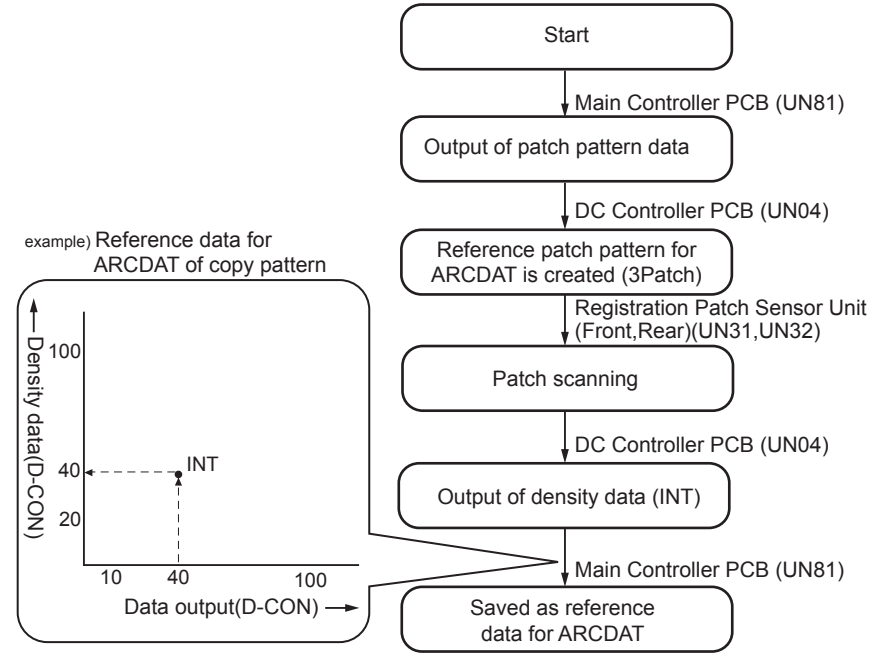 Start
Main Controller PCB (UN81)
Output of patch pattern data
DC Controller PCB (UN04)
Reference patch pattern for
ARCDAT is created (3Patch)
Registration Patch Sensor Unit
(Front,Rear)(UN31,UN32)
Patch scanning
DC Controller PCB (UN04)
Output of density data (INT)
Main Controller PCB (UN81)
Saved as reference
data for ARCDAT
example) Reference data for
ARCDAT of copy pattern
Density data(D-CON)
100
40
20
INT
10
40
100
Data output(D-CON)